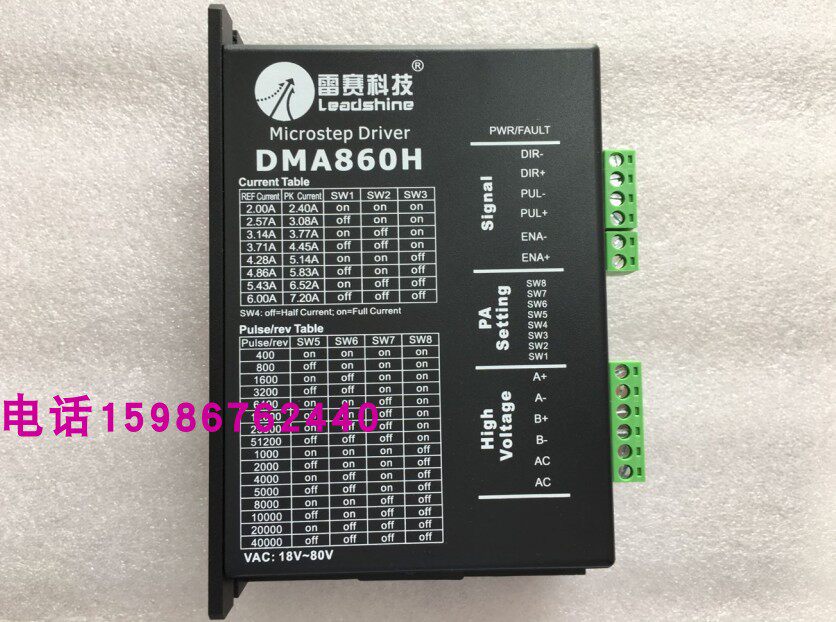 雷赛科技®
Leadshine
Microstep Driver
DMA860H
Current Table
REF Current PK Current SW1 SW2 SW3
2.00A 2.40A on on on
2.57A 3.08A off on on
3.14A 3.77A on off on
3.71A 4.45A off off on
4.28A 5.14A on on off
4.86A 5.83A off on off
5.43A 6.52A on off off
6.00A 7.20A off off off
SW4: off=Half Current; on=Full Current
Pulse/rev Table
Pulse/rev SW5 SW6 SW7 SW8
400 on on on on
800 off on on on
1600 on off on on
3200 off off on on
on
电话15986762440
on
on
51200 off off off on
1000 on on on off
2000 off on on off
4000 on off on off
5000 off off on off
8000 on on off off
10000 off on off off
20000 on off off off
40000 off off off off
VAC: 18V~80V
PWR/FAULT
Signal
DIR-
DIR+
PUL-
PUL+
ENA-
ENA+
PA Setting
SW8
SW7
SW6
SW5
SW4
SW3
SW2
SW1
High Voltage
A+
A-
B+
B-
AC
AC